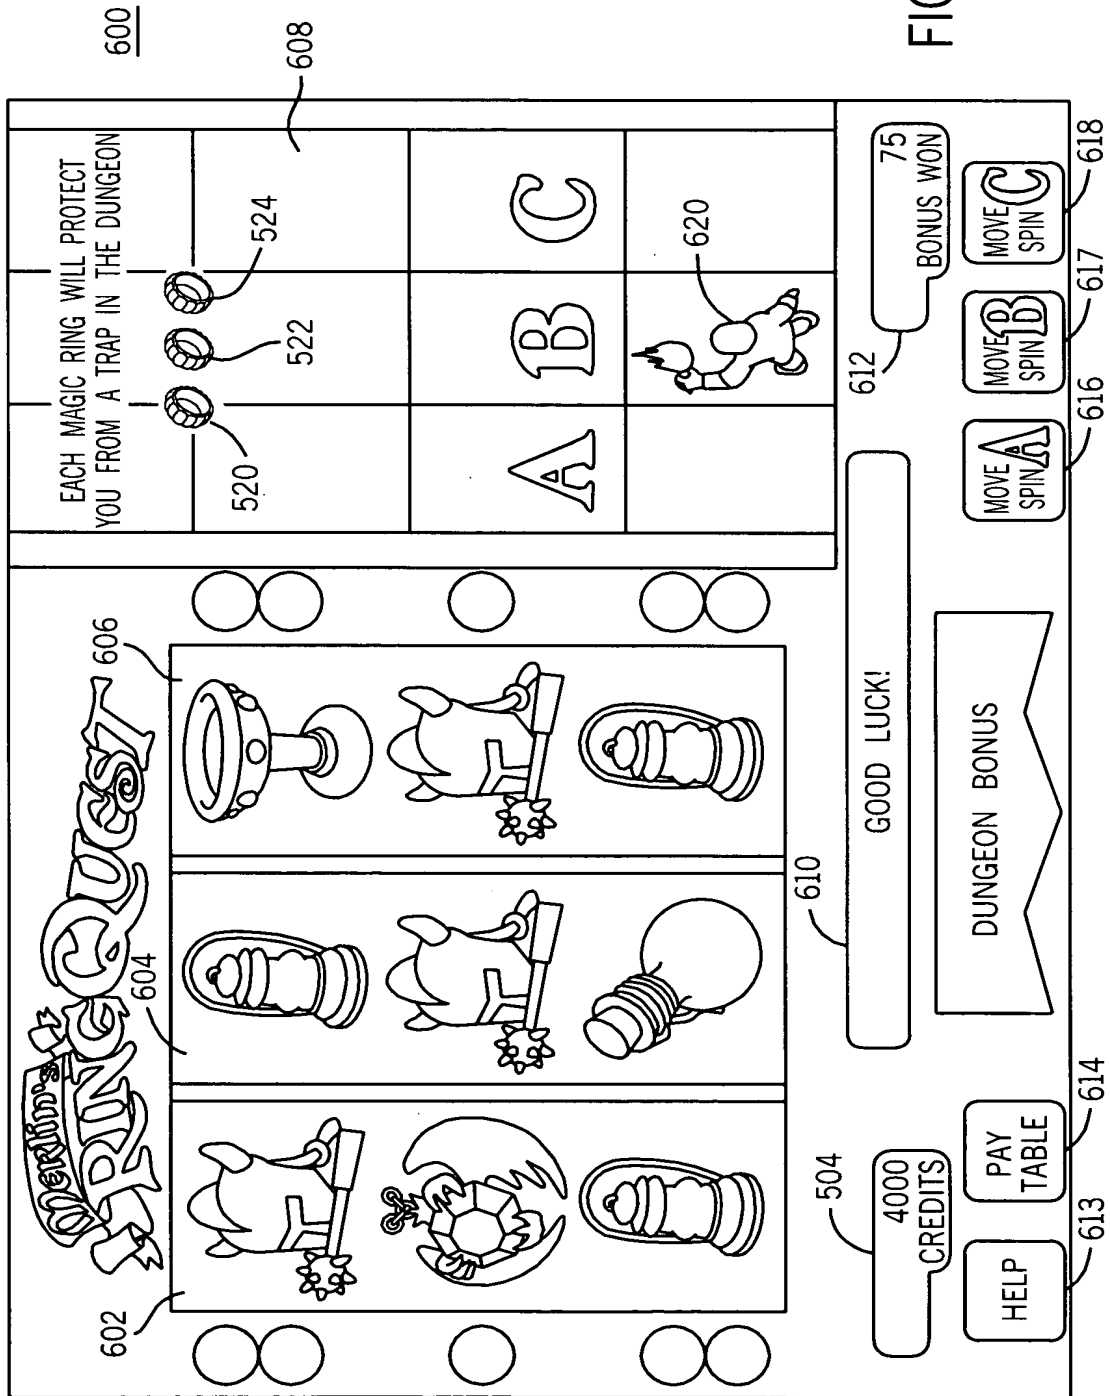 600
Merlin's
RING QUEST
EACH MAGIC RING WILL PROTECT
YOU FROM A TRAP IN THE DUNGEON
602
604
606
608
520
522
524
A
B
C
620
504
4000
CREDITS
610
GOOD LUCK!
612
75
BONUS WON
HELP
PAY
TABLE
DUNGEON BONUS
MOVE
SPIN A
MOVE
SPIN B
MOVE
SPIN C
613
614
616
617
618